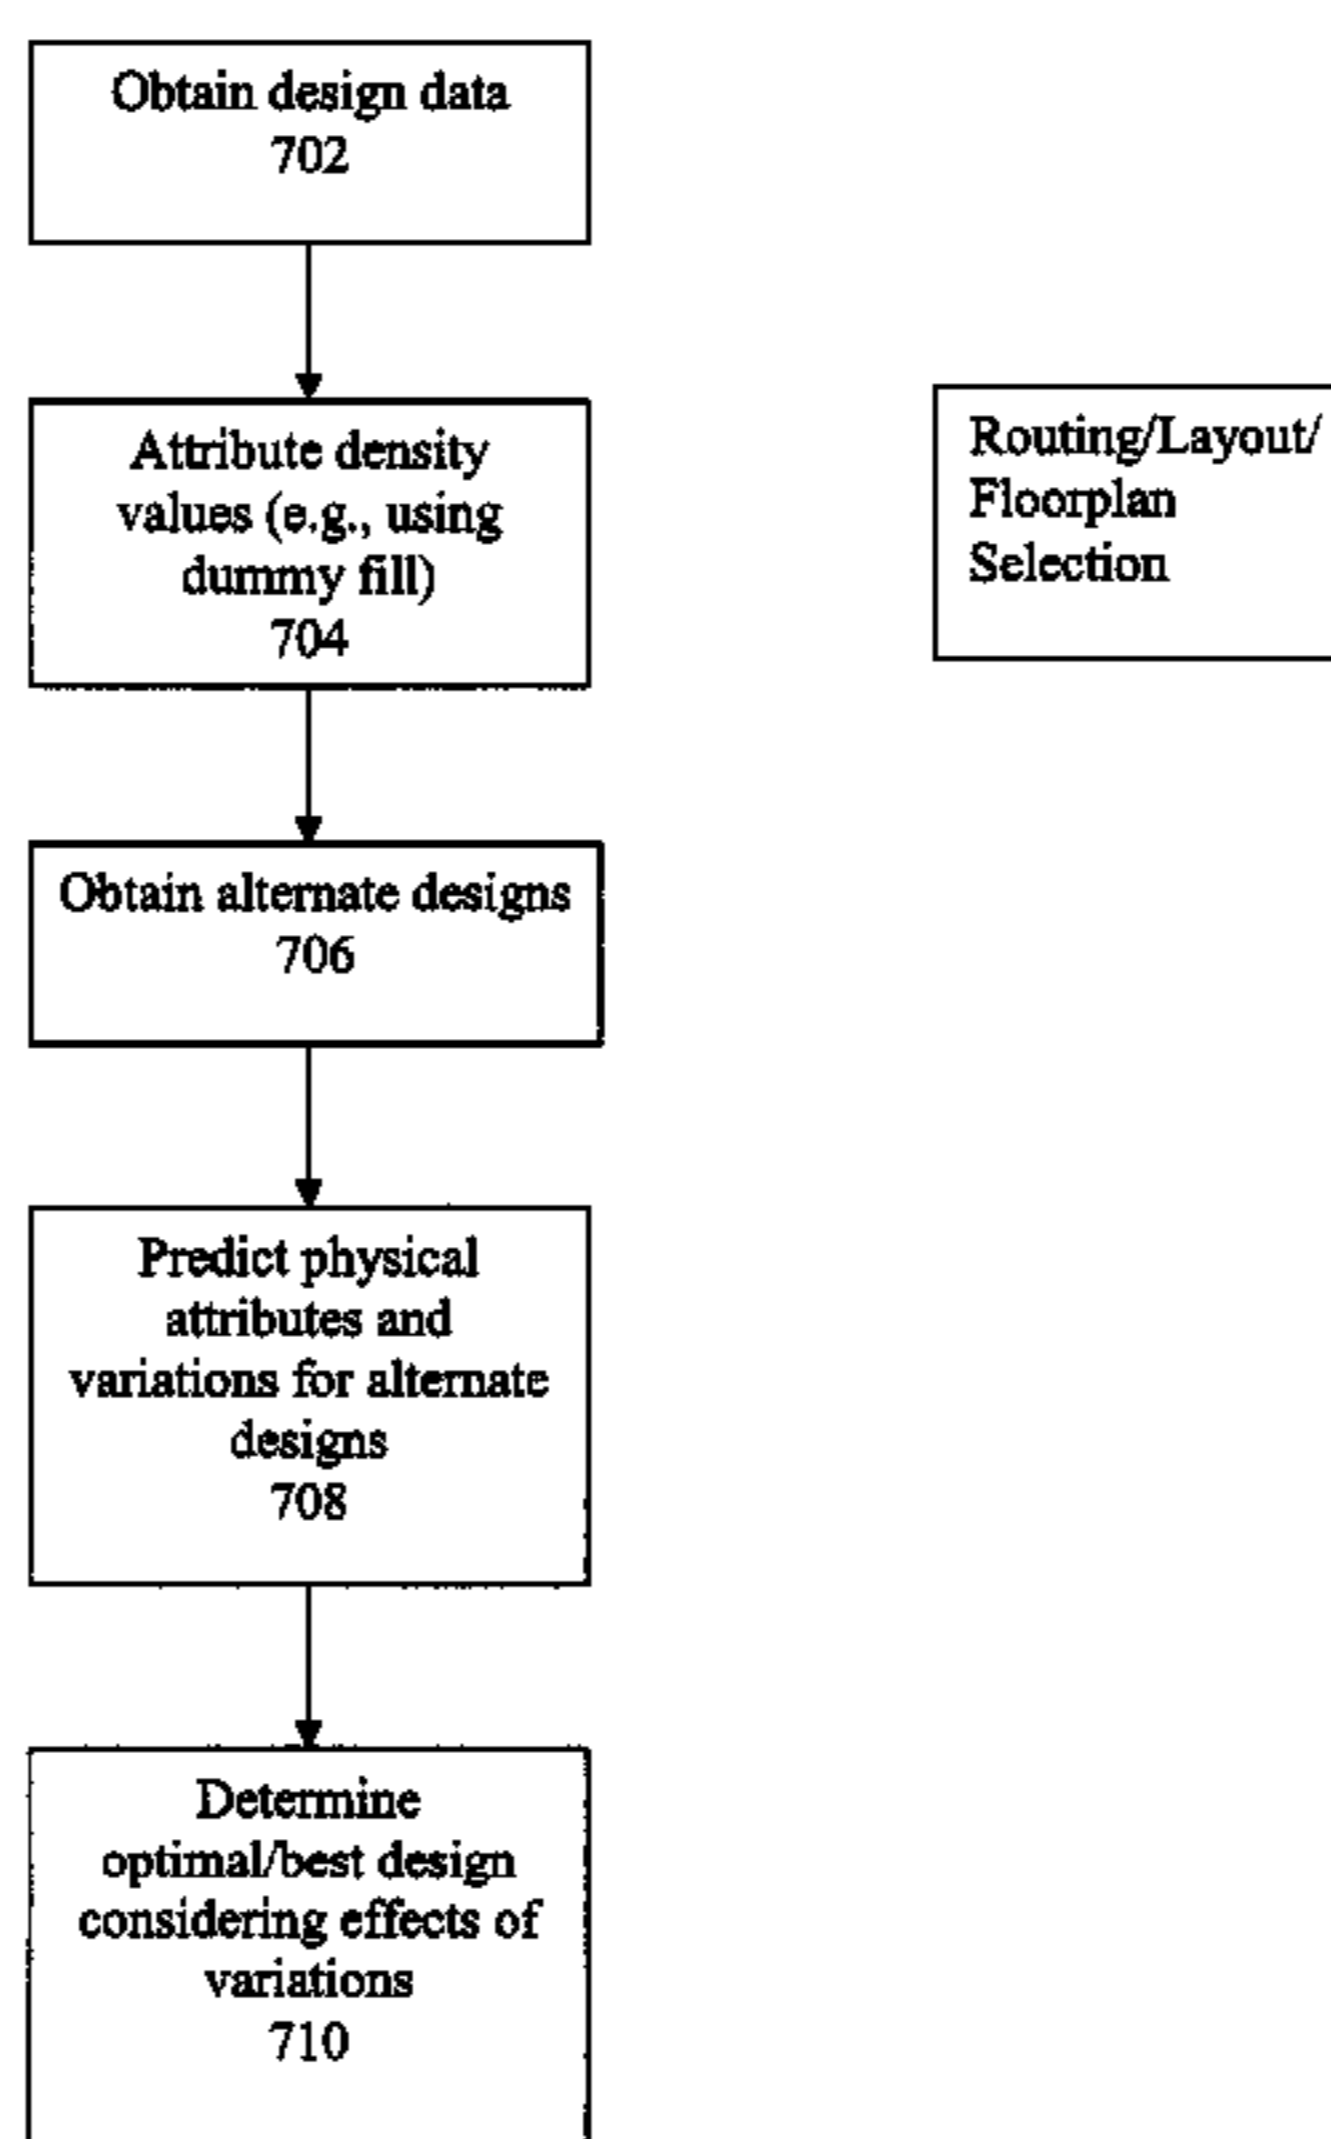 Obtain design data
702
Attribute density
values (e.g., using
dummy fill)
704
Routing/Layout/
Floorplan
Selection
Obtain alternate designs
706
Predict physical
attributes and
variations for alternate
designs
708
Determine
optimal/best design
considering effects of
variations
710